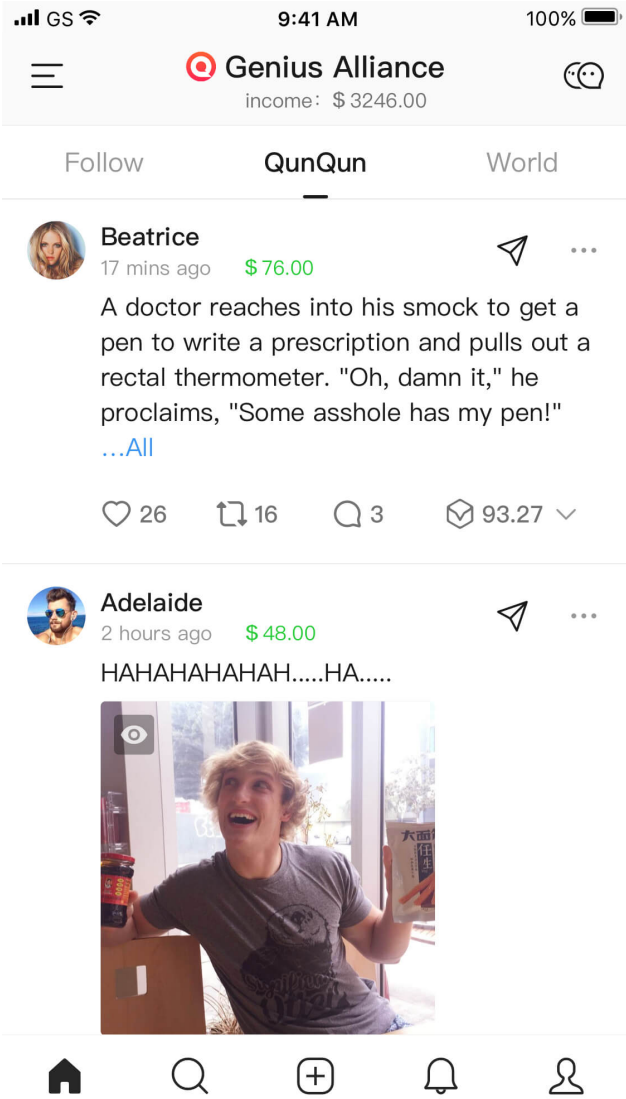 GS
9:41 AM
100%
Genius Alliance
income: $ 3246.00
Follow
QunQun
World
Beatrice
17 mins ago
$ 76.00
A doctor reaches into his smock to get a
pen to write a prescription and pulls out a
rectal thermometer. "Oh, damn it," he
proclaims, "Some asshole has my pen!"
...All
26
16
3
93.27
Adelaide
2 hours ago
$ 48.00
HAHAHAHAHAH.....HA.....
大面